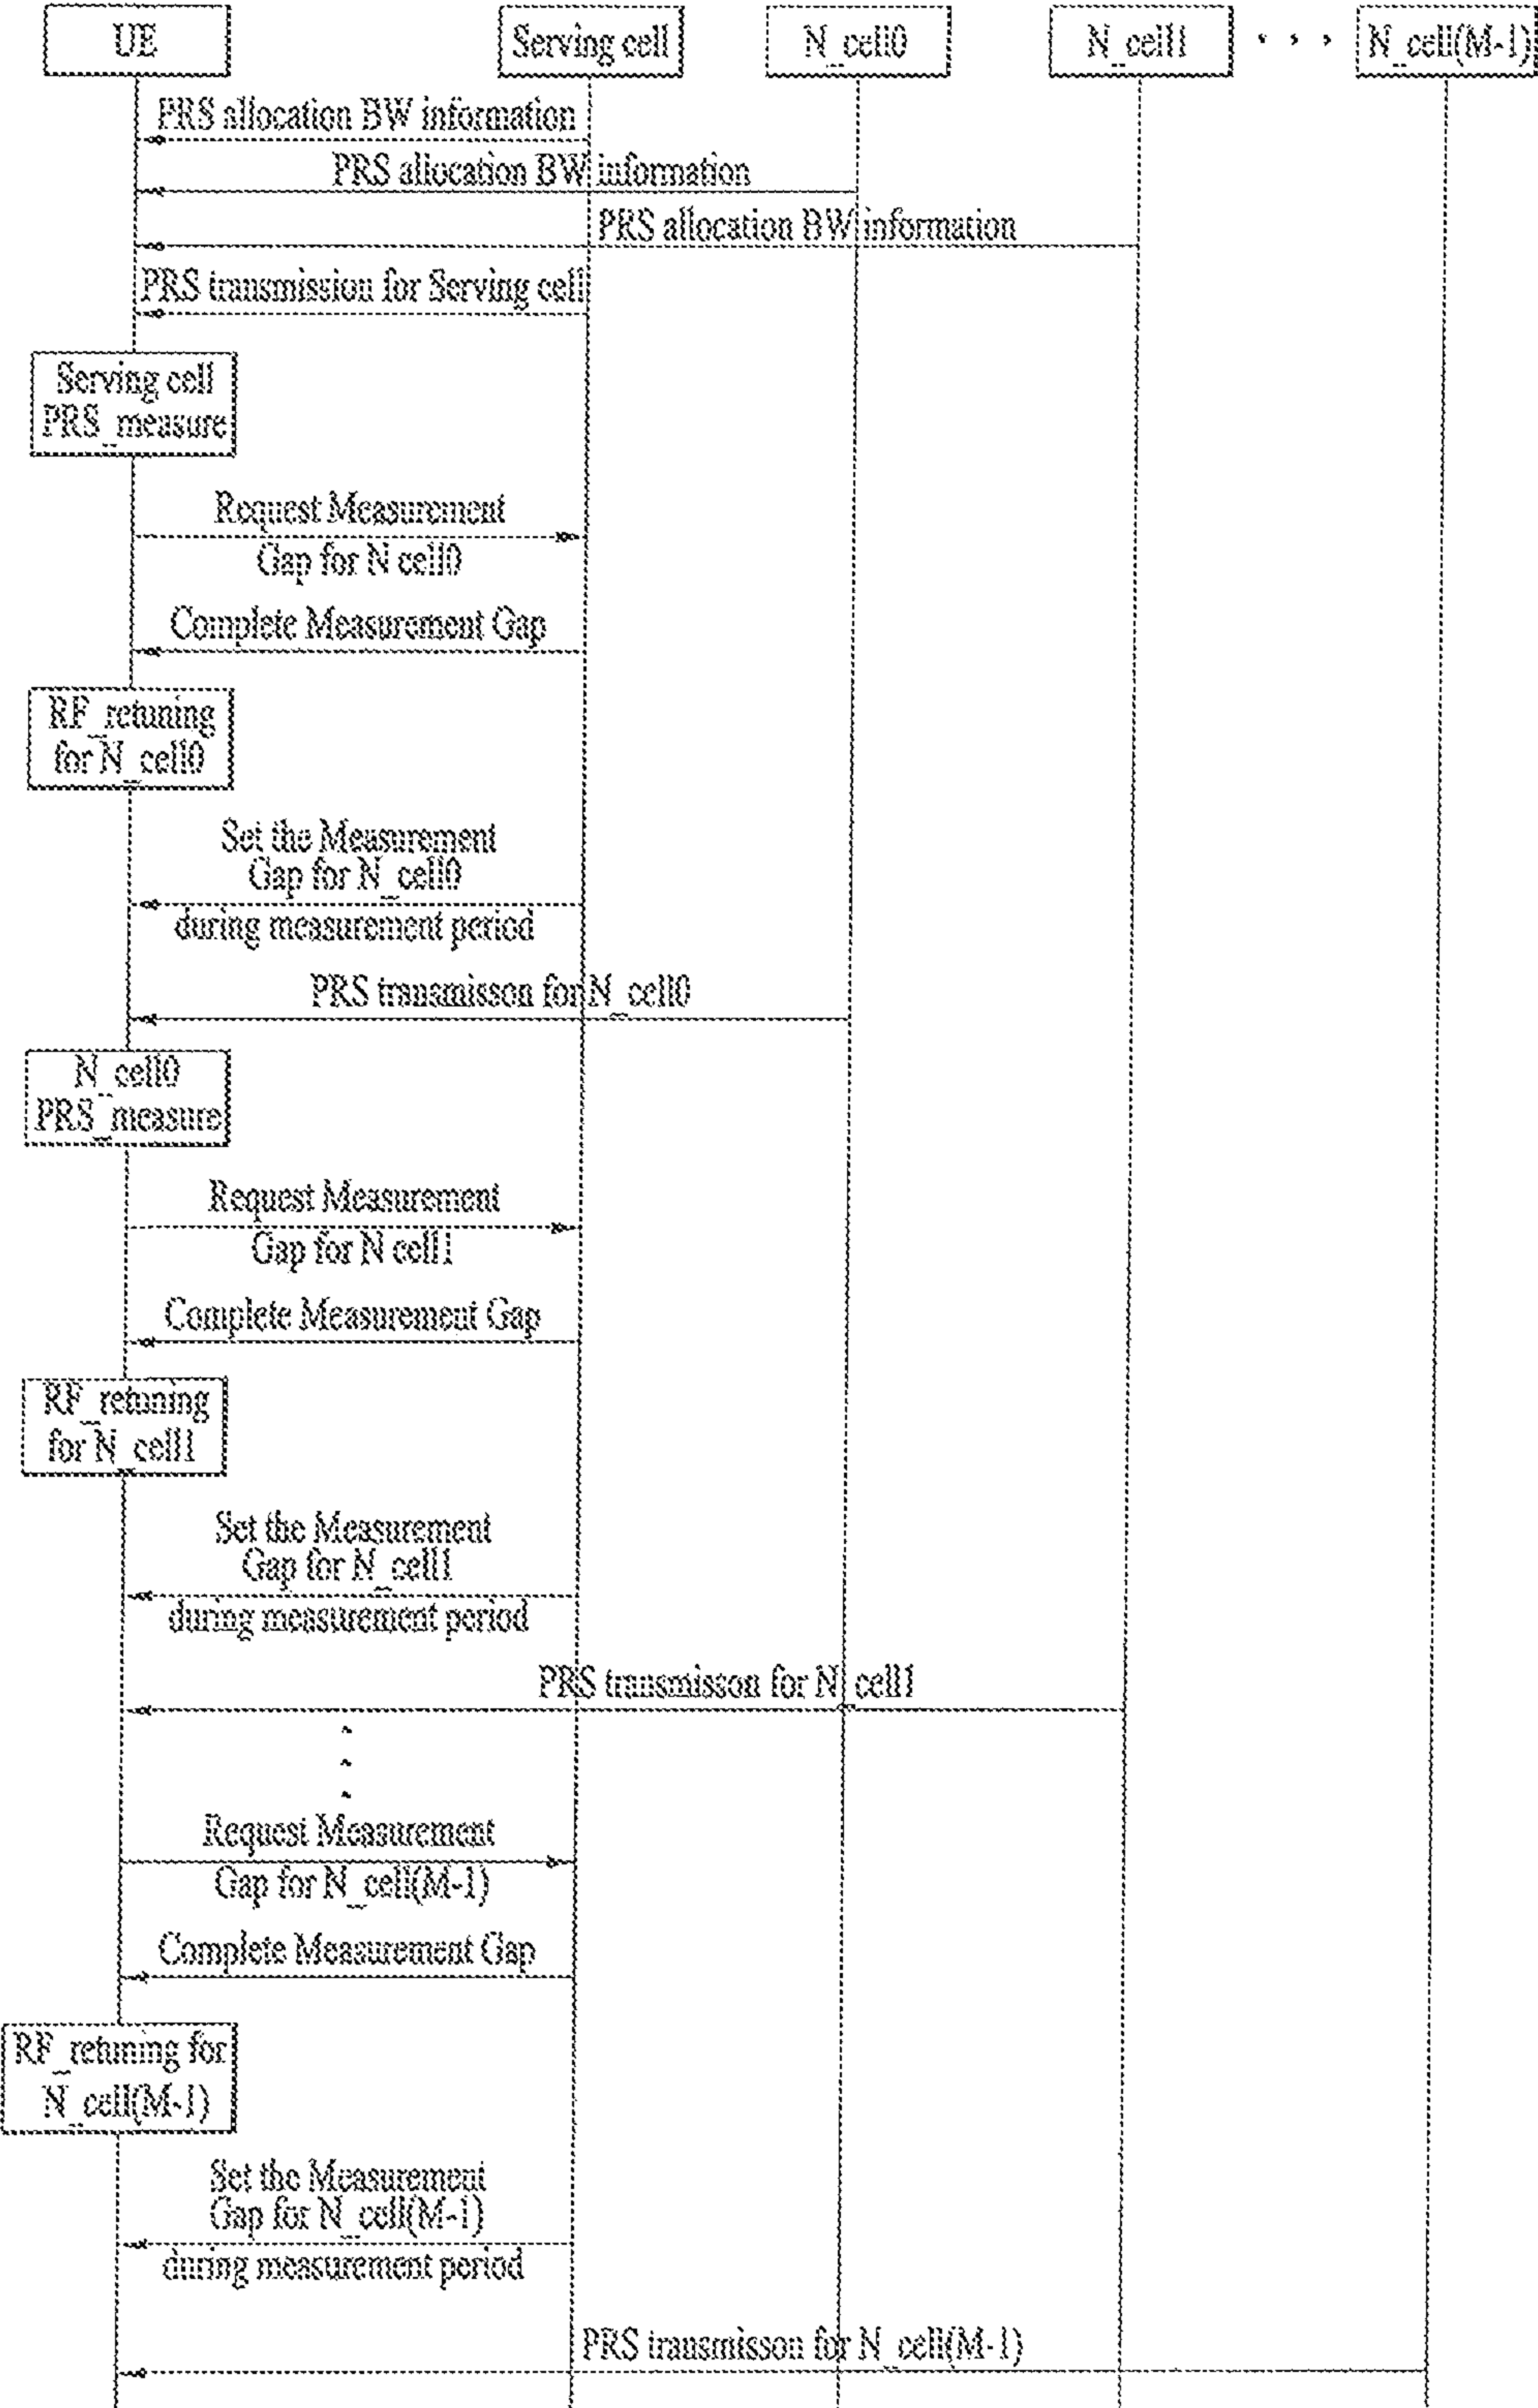 UE
Serving cell
N_cell0
N_cell1
N_cell(M-1)
PRS allocation BW information
PRS allocation BW information
PRS allocation BW information
PRS transmission for Serving cell
Serving cell
PRS_measure
Request Measurement
Gap for N cell0
Complete Measurement Gap
RF_retuning
for N_cell0
Set the Measurement
Gap for N_cell0
during measurement period
PRS transmisson for N_cell0
N_cell0
PRS_measure
Request Measurement
Gap for N cell1
Complete Measurement Gap
RF_retuning
for N_cell1
Set the Measurement
Gap for N_cell1
during measurement period
PRS transmisson for N_cell1
Request Measurement
Gap for N_cell(M-1)
Complete Measurement Gap
RF_retuning for
N_cell(M-1)
Set the Measurement
Gap for N_cell(M-1)
during measurement period
PRS transmisson for N_cell(M-1)